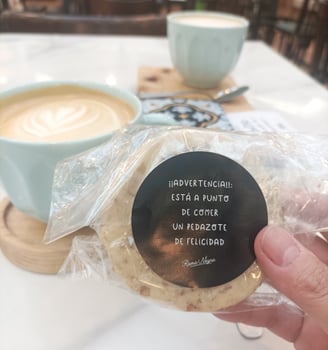 ¡¡ADVERTENCIA!!:
ESTÁ A PUNTO
DE COMER
UN PEDAZOTE
DE FELICIDAD